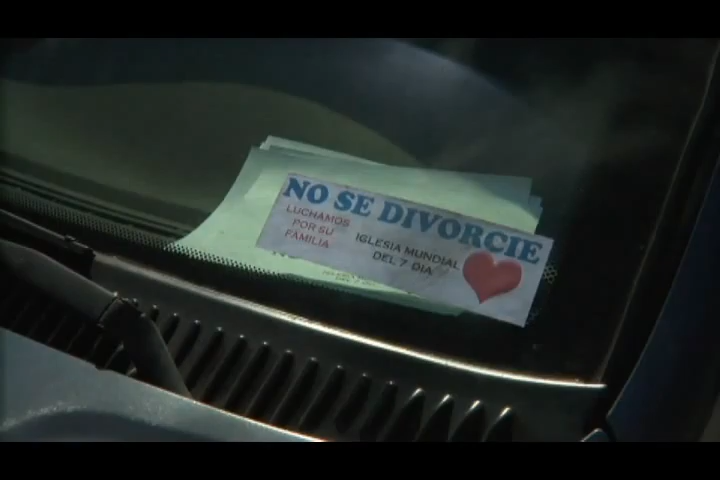 NO SE DIVORCIE
LUCHAMOS
POR SU
FAMILIA
IGLESIA MUNDIAL
DEL 7 DIA